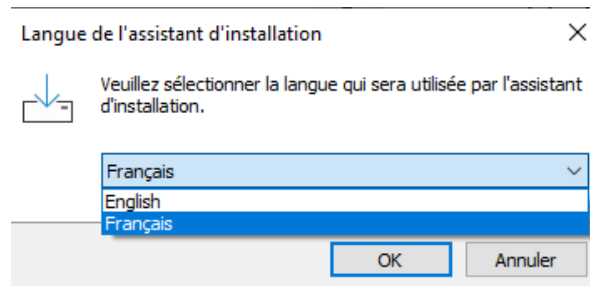 Langue de l'assistant d'installation
Veuillez sélectionner la langue qui sera utilisée par l'assistant
d'installation.
Français
English
Français
OK
Annuler